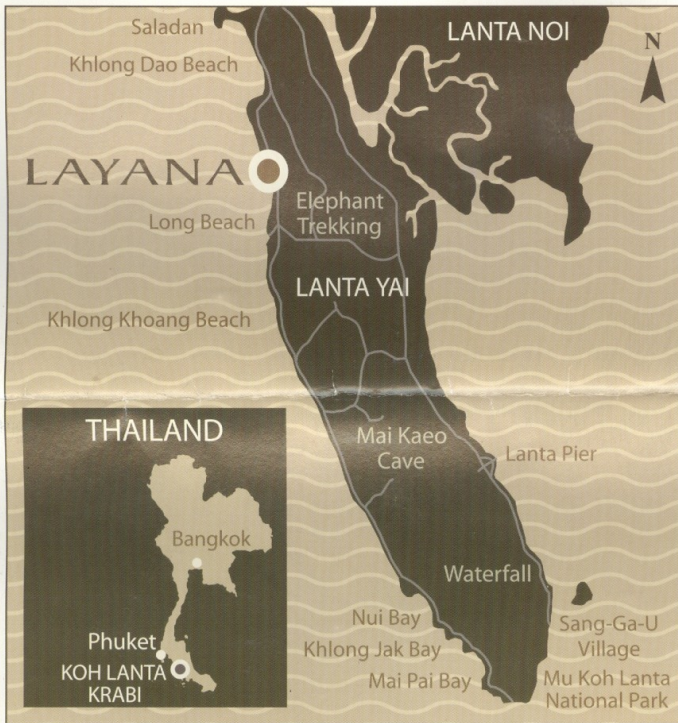 Saladan
LANTA NOI
N
Khlong Dao Beach
LAYANA
Elephant
Trekking
Long Beach
LANTA YAI
Khlong Khoang Beach
THAILAND
Mai Kaeo
Cave
Lanta Pier
Bangkok
Waterfall
Nui Bay
Sang-Ga-U
Village
Phuket
Khlong Jak Bay
KOH LANTA
KRABI
Mai Pai Bay
Mu Koh Lanta
National Park